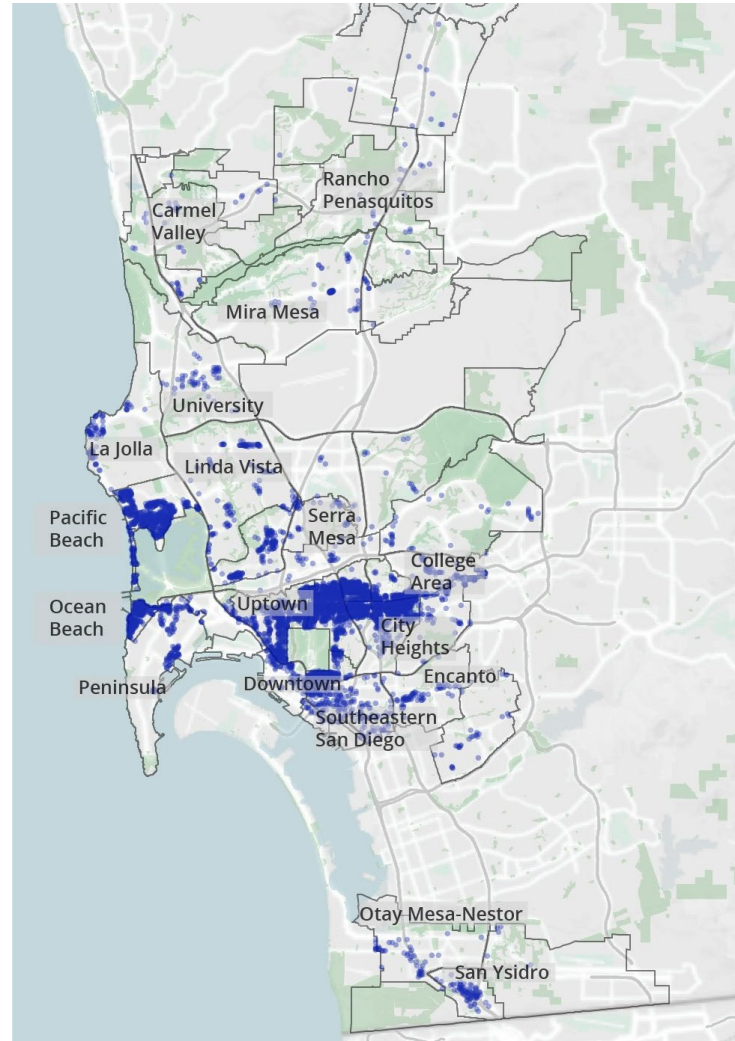 Rancho
Penasquitos
Carmel
Valley
Mira Mesa
University
La Jolla
Linda Vista
Pacific
Beach
Serra
Mesa
College
Area
Ocean
Beach
Uptown
City
Heights
Encanto
Peninsula
Downtown
Southeastern
San Diego
Otay Mesa-Nestor
San Ysidro